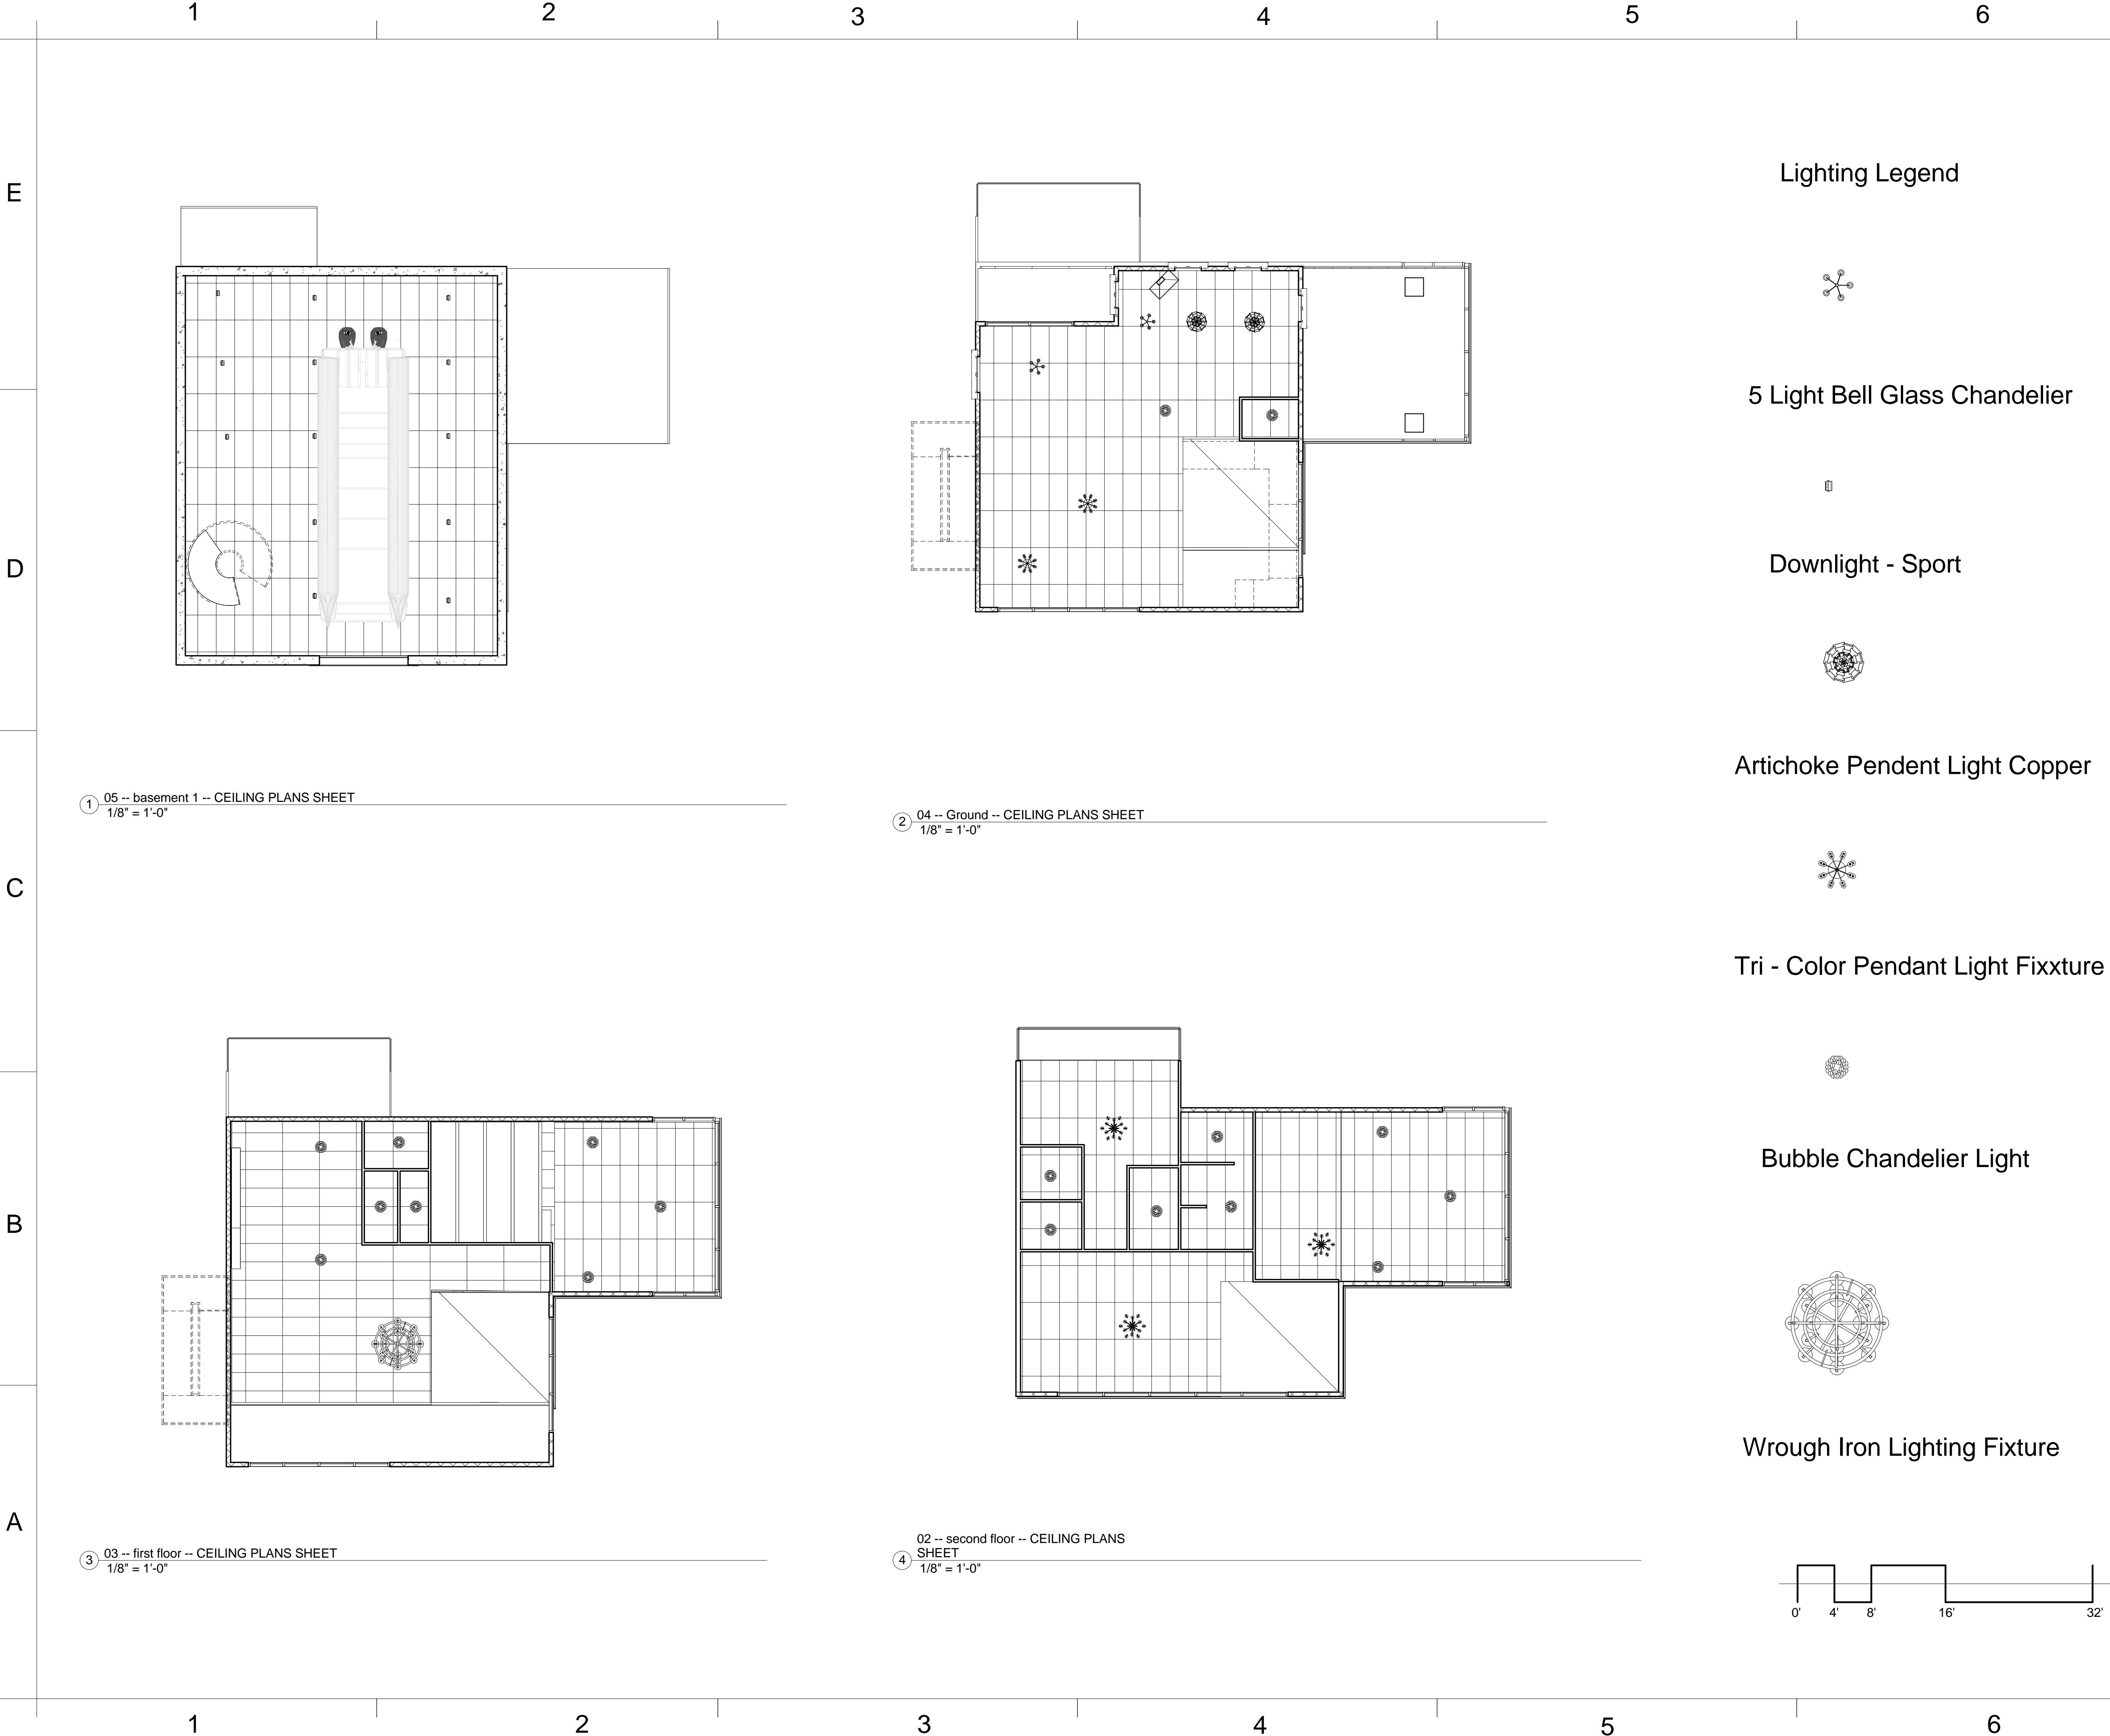 1 2 3 4 5 6
E
D
C
B
A
Lighting Legend
5 Light Bell Glass Chandelier
Downlight - Sport
Artichoke Pendent Light Copper
Tri - Color Pendant Light Fixxture
Bubble Chandelier Light
Wrough Iron Lighting Fixture
1 05 -- basement 1 -- CEILING PLANS SHEET
1/8" = 1'-0"
2 04 -- Ground -- CEILING PLANS SHEET
1/8" = 1'-0"
3 03 -- first floor -- CEILING PLANS SHEET
1/8" = 1'-0"
02 -- second floor -- CEILING PLANS
4 SHEET
1/8" = 1'-0"
0' 4' 8' 16' 32'
1 2 3 4 5 6